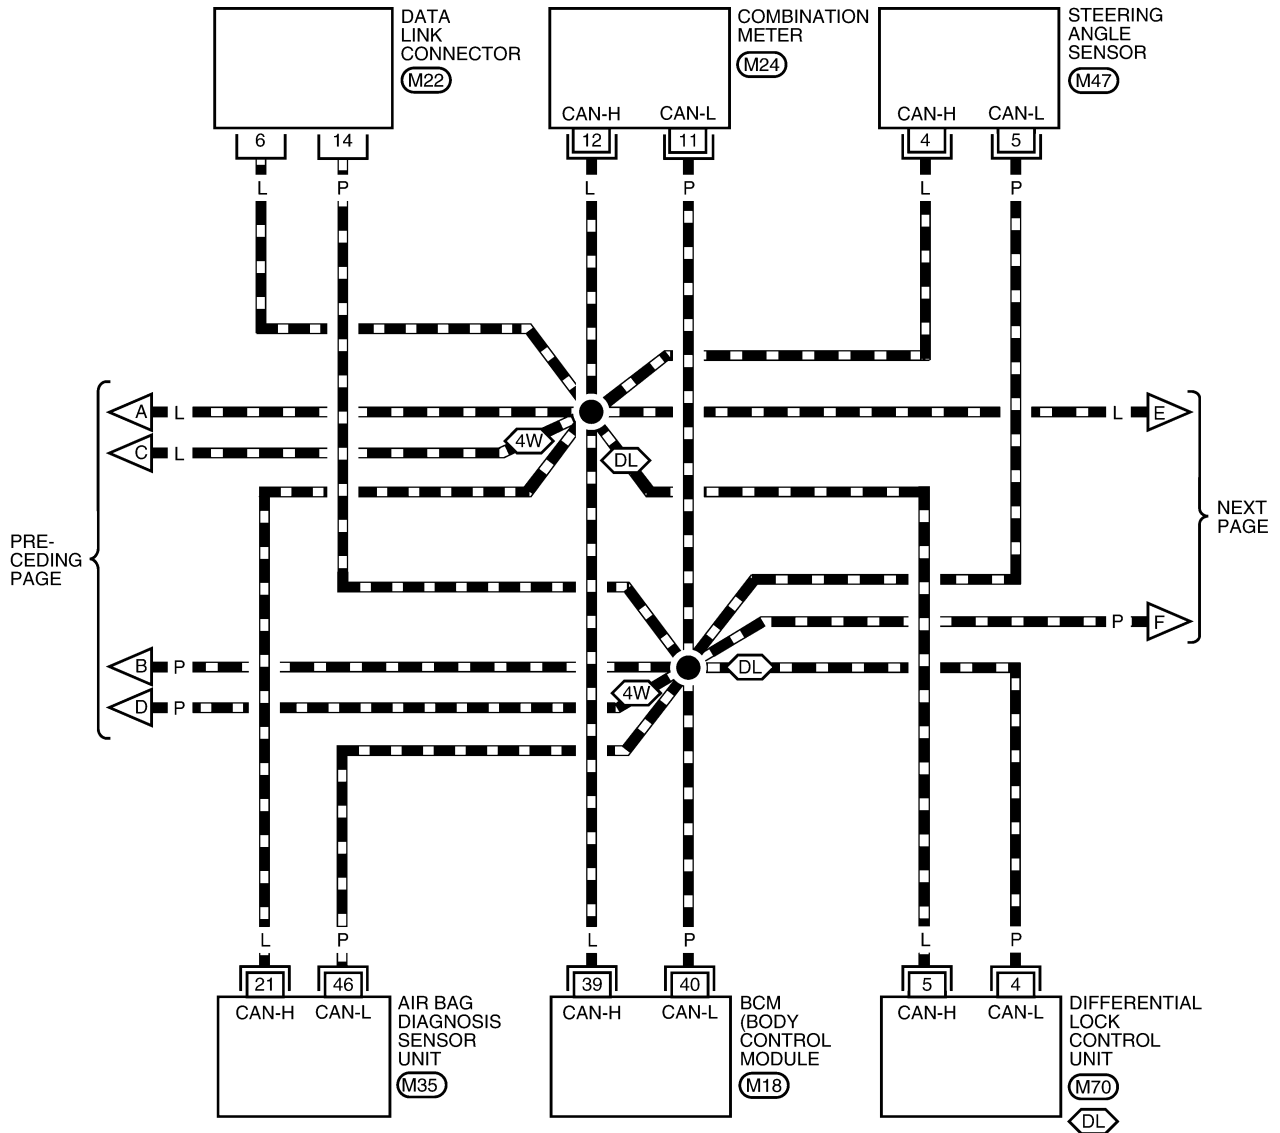 DATA
LINK
CONNECTOR
M22
COMBINATION
METER
M24
STEERING
ANGLE
SENSOR
M47
CAN-H CAN-L
CAN-H CAN-L
6 14
12 11
4 5
L P L P L P
A L
L E
C L
4W
DL
PRE-
CEDING
PAGE
NEXT
PAGE
P F
B P
DL
D P
4W
L P L P L P
21 46
39 40
5 4
CAN-H CAN-L
CAN-H CAN-L
CAN-H CAN-L
AIR BAG
DIAGNOSIS
SENSOR
UNIT
M35
BCM
(BODY
CONTROL
MODULE
M18
DIFFERENTIAL
LOCK
CONTROL
UNIT
M70
DL